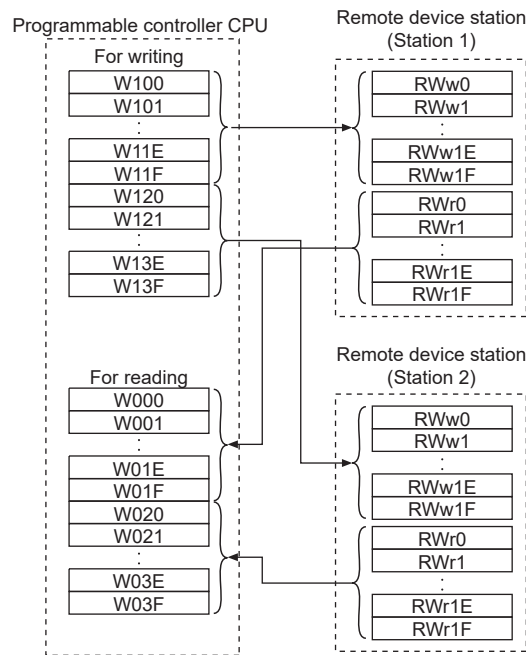 Programmable controller CPU
For writing
W100
W101
:
W11E
W11F
W120
W121
:
W13E
W13F
For reading
W000
W001
:
W01E
W01F
W020
W021
:
W03E
W03F
Remote device station
(Station 1)
RWw0
RWw1
:
RWw1E
RWw1F
RWr0
RWr1
:
RWr1E
RWr1F
Remote device station
(Station 2)
RWw0
RWw1
:
RWw1E
RWw1F
RWr0
RWr1
:
RWr1E
RWr1F